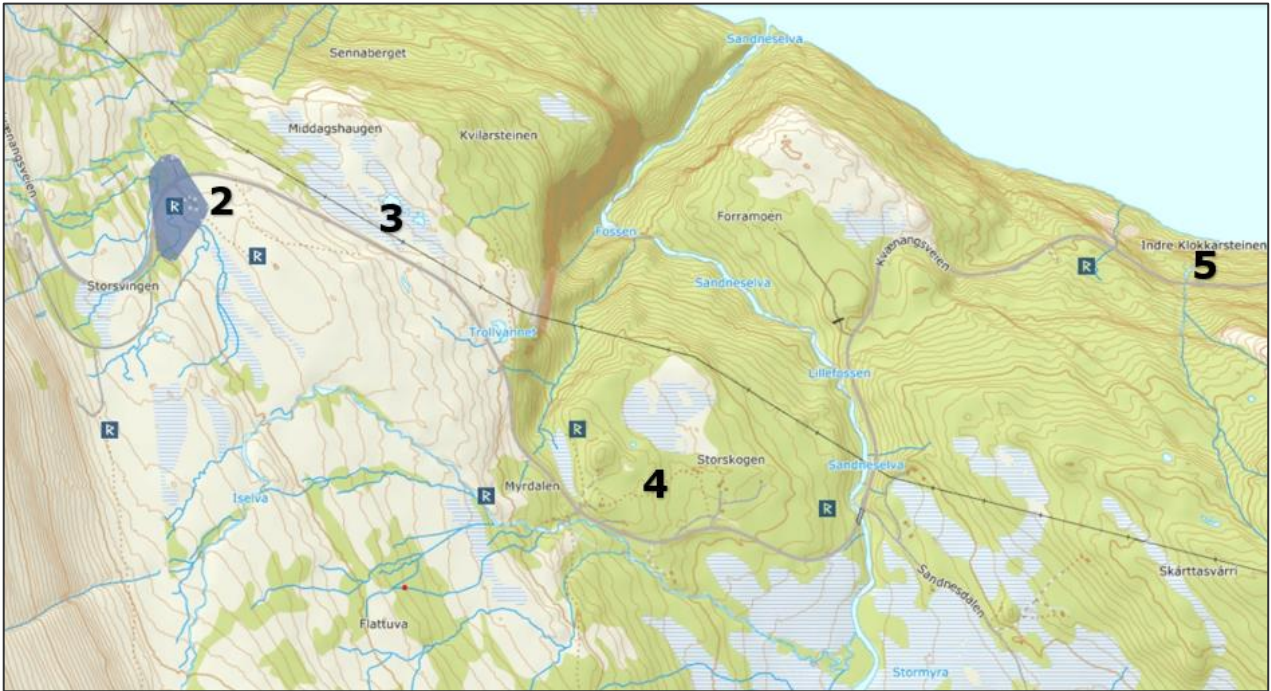 Sandneselva
Sennaberget
Middagshaugen
Kvilarsteinen
2
3
Forramoen
Fossen
Kvænangsveien
Indre Klokkarsteinen
5
Storsvingen
Sandneselva
Trollvannet
Lillefossen
Storskogen
Sandneselva
4
Myrdalen
Iselva
Skárttasvárri
Sandnesdalen
Flattuva
Stormyra
R
R
R
R
R
R
R